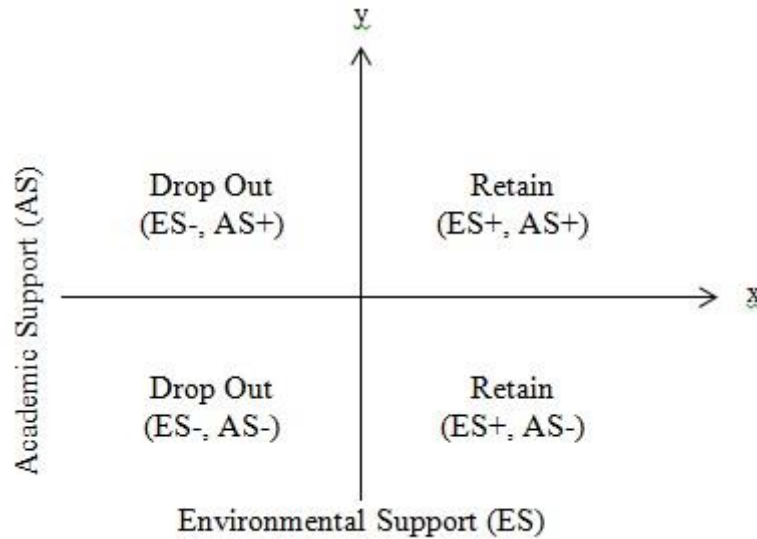 y
Drop Out
(ES-, AS+)
Retain
(ES+, AS+)
x
Academic Support (AS)
Drop Out
(ES-, AS-)
Retain
(ES+, AS-)
Environmental Support (ES)